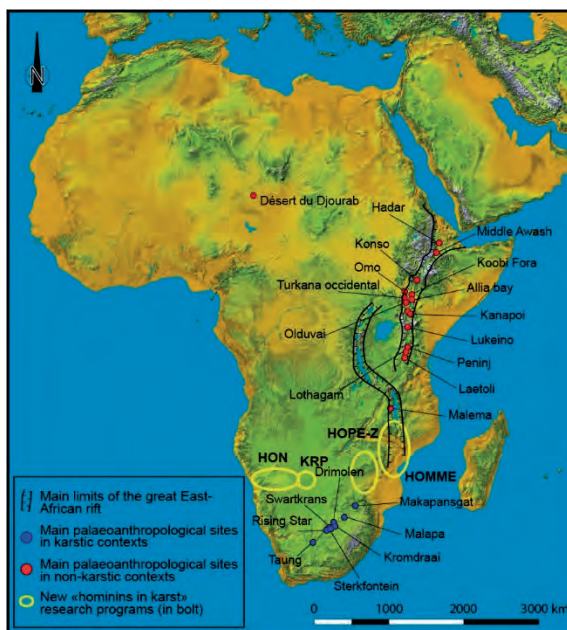 N
Désert du Djourab
Hadar
Middle Awash
Konso
Koobi Fora
Omo
Allia bay
Turkana occidental
Kanapoi
Olduvai
Lukeino
Peninj
Lothagam
Laetoli
Malema
HOPE-Z
HON
KRP
Drimolen
HOMME
Swartkrans
Makapansgat
Rising Star
Malapa
Taung
Kromdraai
Sterkfontein
Main limits of the great East-
African rift
Main palaeoanthropological sites
in karstic contexts
Main palaeoanthropological sites
in non-karstic contexts
New «hominins in karst»
research programs (in bolt)
0 1000 2000 3000 km